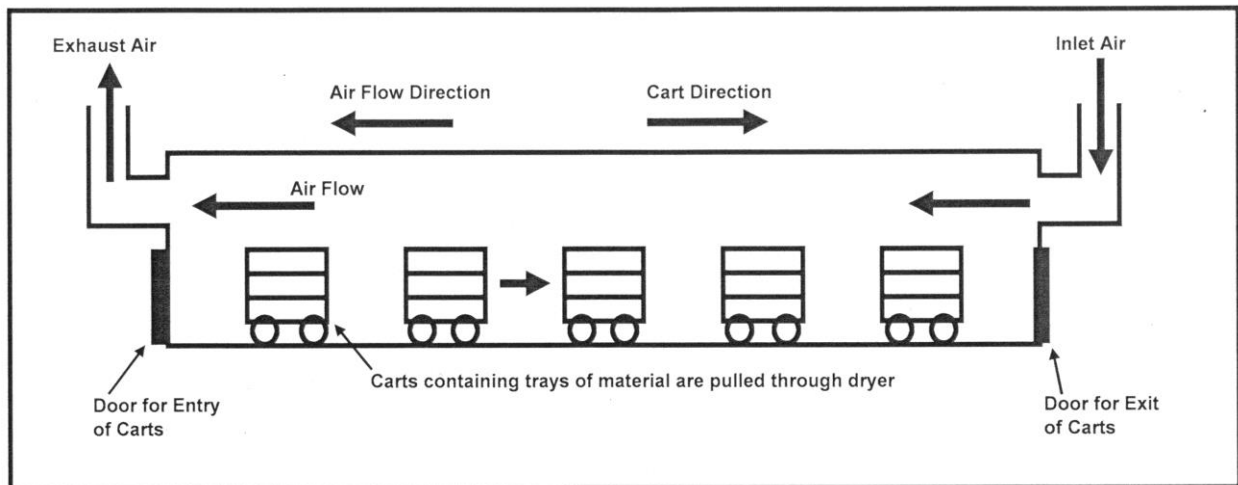 Exhaust Air
Inlet Air
Air Flow Direction
Cart Direction
Air Flow
Carts containing trays of material are pulled through dryer
Door for Entry
of Carts
Door for Exit
of Carts